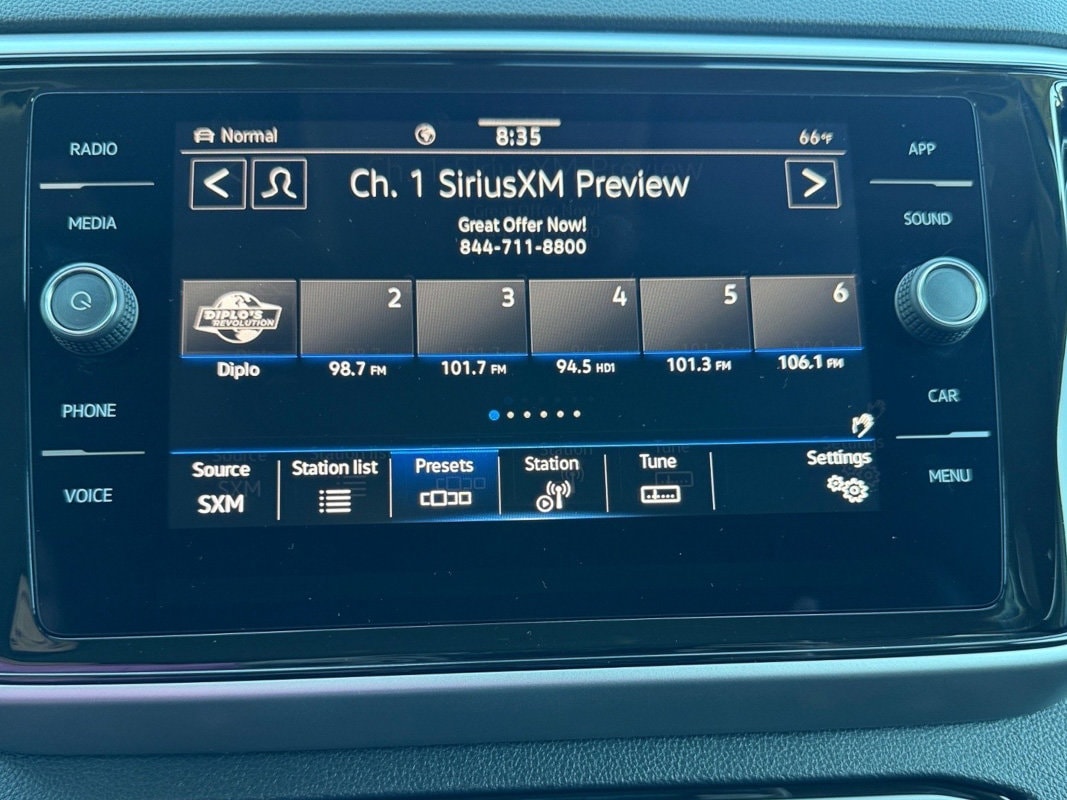 RADIO
MEDIA
PHONE
VOICE
Normal
8:35
66°F
< Ch. 1 SiriusXM Preview >
Great Offer Now!
844-711-8800
DIPLO'S
REVOLUTION
2 3 4 5 6
Diplo 98.7 FM 101.7 FM 94.5 HD1 101.3 FM 106.1 FM
Source Station list Presets Station Tune Settings
SXM
APP
SOUND
CAR
MENU